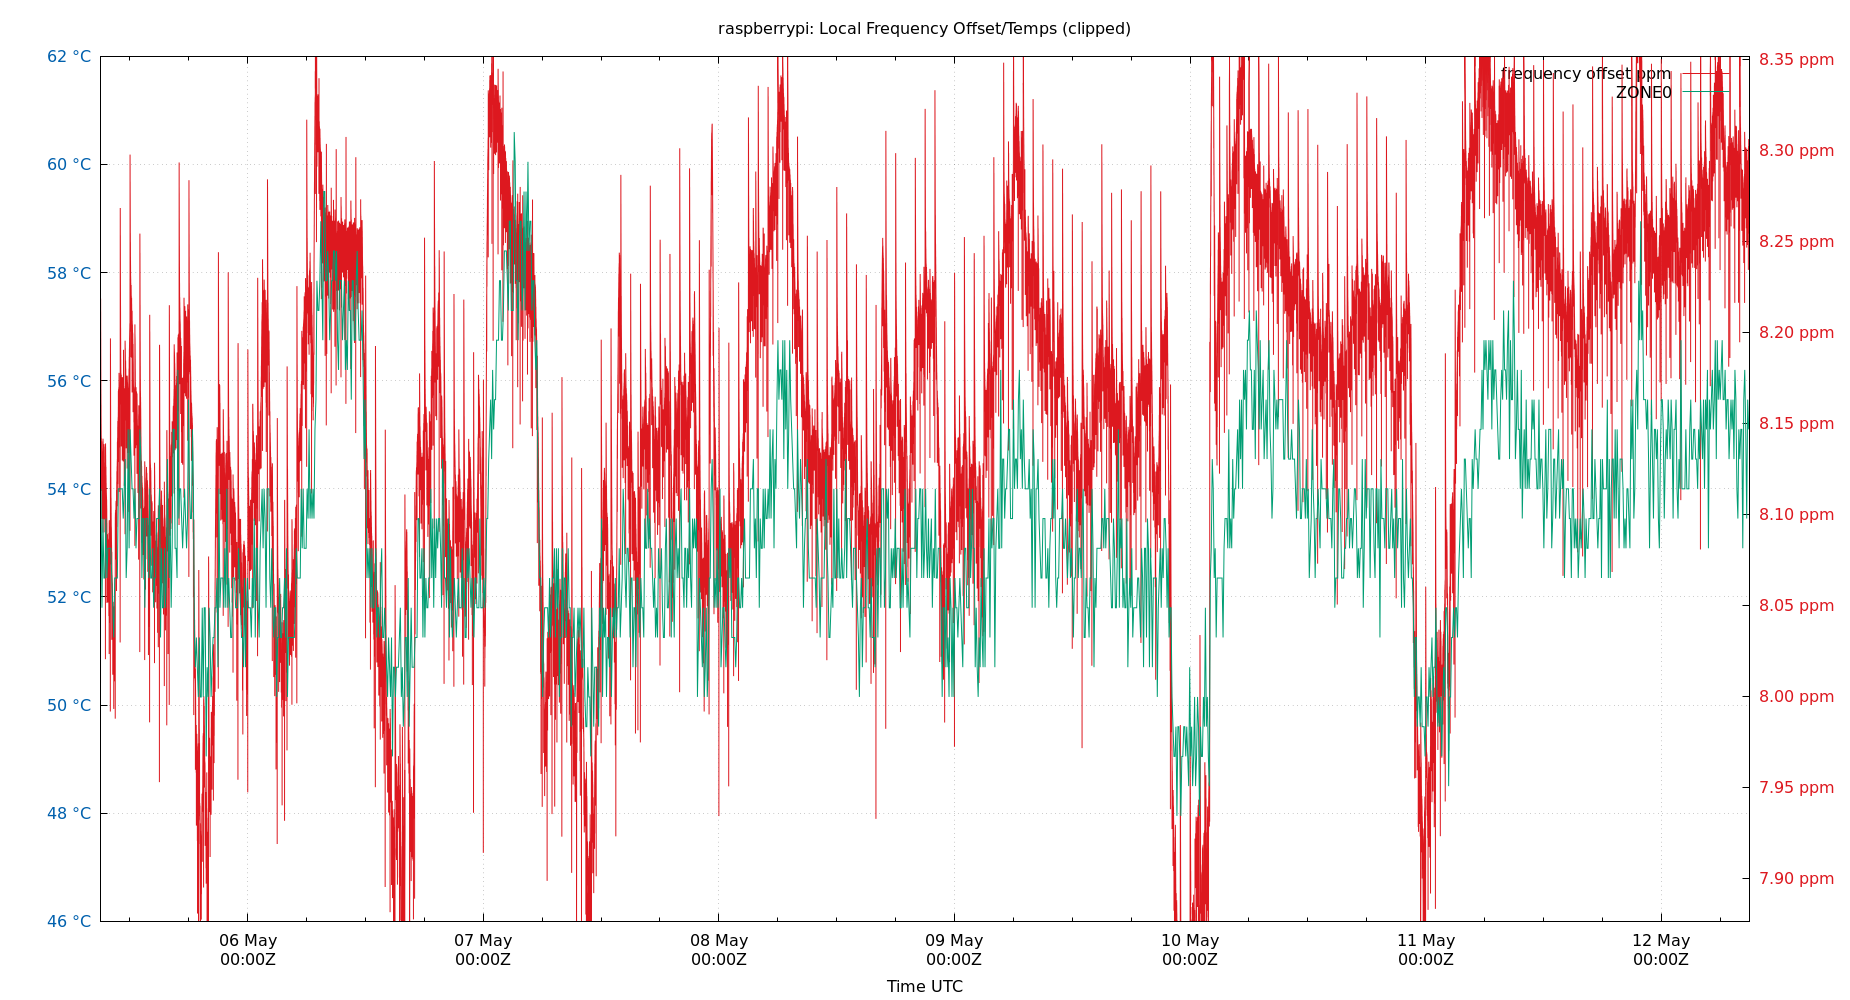 raspberrypi: Local Frequency Offset/Temps (clipped)
62 °C
60 °C
58 °C
56 °C
54 °C
52 °C
50 °C
48 °C
46 °C
8.35 ppm
8.30 ppm
8.25 ppm
8.20 ppm
8.15 ppm
8.10 ppm
8.05 ppm
8.00 ppm
7.95 ppm
7.90 ppm
frequency offset ppm
ZONE0
06 May
00:00Z
07 May
00:00Z
08 May
00:00Z
09 May
00:00Z
10 May
00:00Z
11 May
00:00Z
12 May
00:00Z
Time UTC